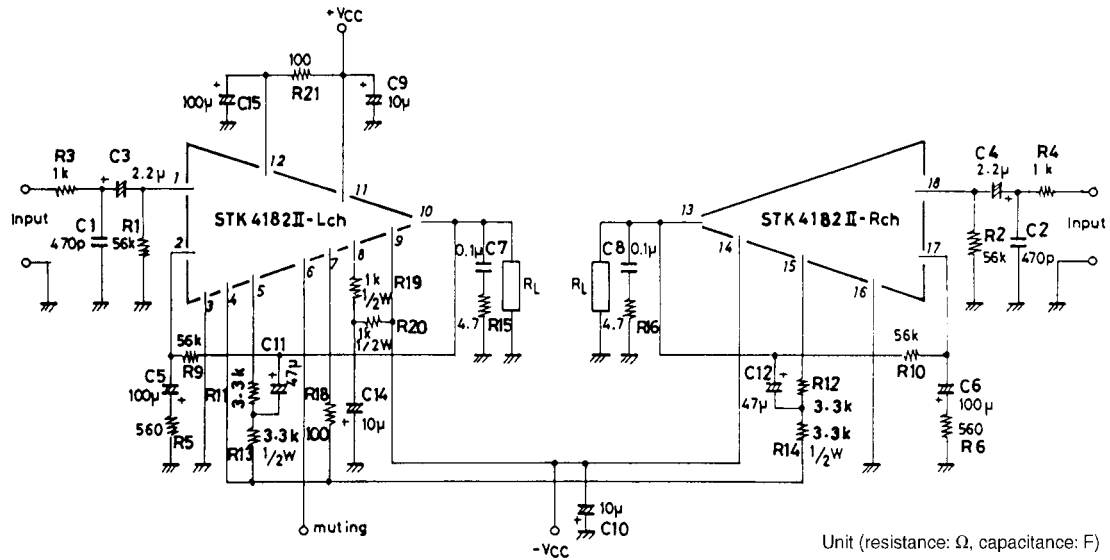 +VCC
100
R21
100μ
C15
C9
10μ
R3
1k
C3
2.2μ
1
12
11
Input
C1
470p
R1
56k
STK4182II-Lch
10
2
9
8
7
6
5
4
3
0.1μ
C7
RL
4.7
R15
1k
1/2W
R19
R20
1k
1/2W
56k
R9
C5
100μ
560
R5
C11
47μ
R11
3.3k
R13
3.3k
1/2W
R18
100
C14
10μ
muting
-VCC
10μ
C10
13
STK4182II-Rch
14
15
16
17
18
C4
2.2μ
R4
1k
Input
R2
56k
C2
470p
RL
C8
0.1μ
4.7
R16
56k
R10
C12
47μ
R12
3.3k
3.3k
R14
1/2W
C6
100μ
560
R6
Unit (resistance: Ω, capacitance: F)